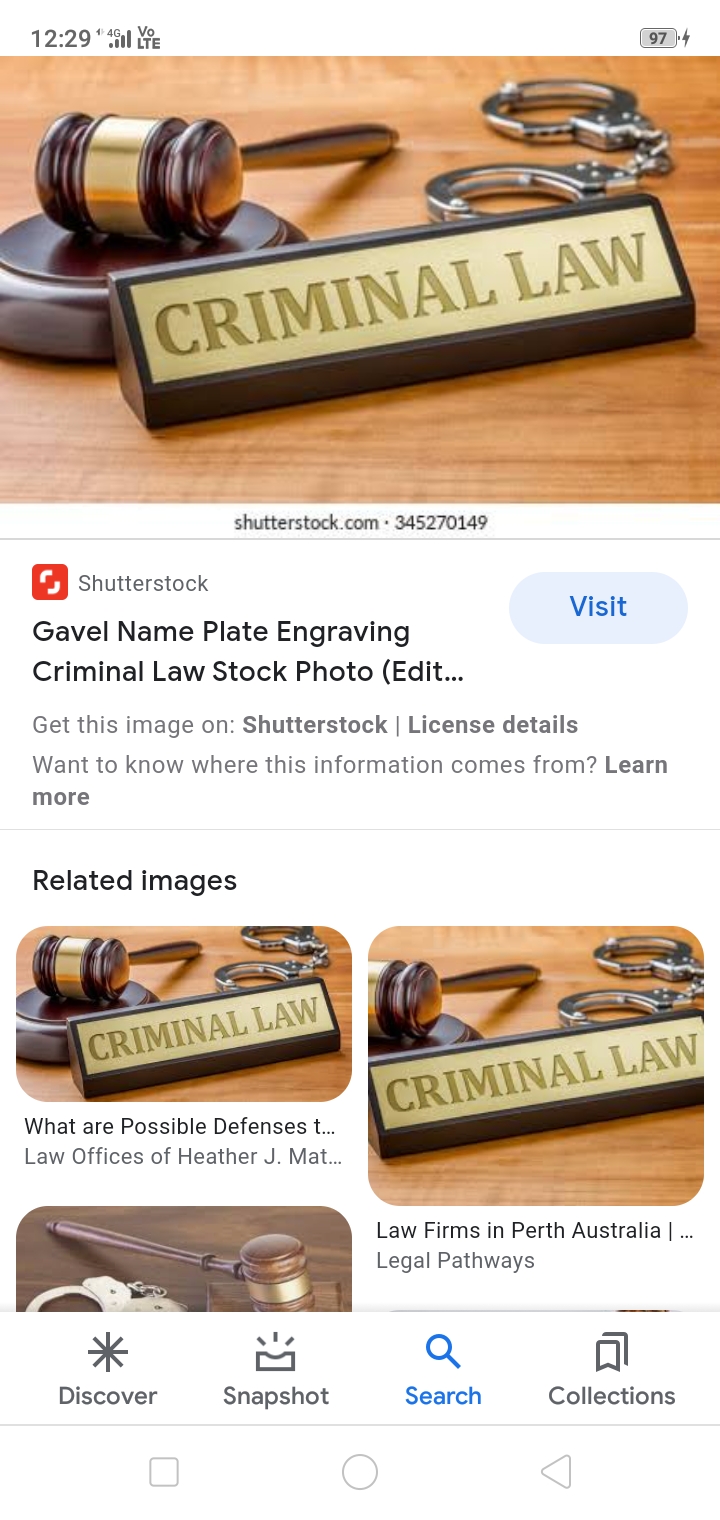 12:29 4G Vo LTE 97
CRIMINAL LAW
shutterstock.com · 345270149
Shutterstock
Visit
Gavel Name Plate Engraving
Criminal Law Stock Photo (Edit...
Get this image on: Shutterstock | License details
Want to know where this information comes from? Learn
more
Related images
CRIMINAL LAW
CRIMINAL LAW
What are Possible Defenses t...
Law Offices of Heather J. Mat...
Law Firms in Perth Australia | ...
Legal Pathways
Discover
Snapshot
Search
Collections